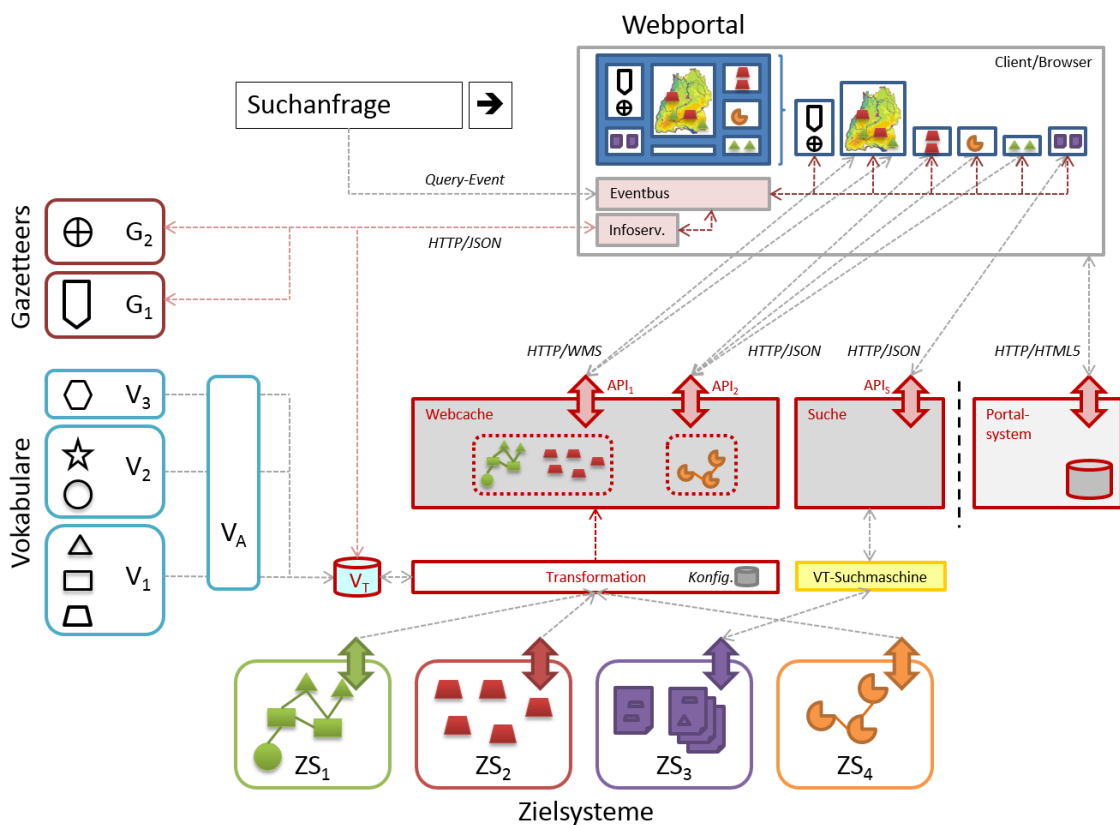 Webportal
Client/Browser
Suchanfrage
Query-Event
Eventbus
Infoserv.
HTTP/JSON
Gazetteers
G2
G1
HTTP/WMS
HTTP/JSON
HTTP/JSON
HTTP/HTML5
API1
API2
APIS
Webcache
Suche
Portal-
system
Vokabulare
V3
V2
V1
VA
VT
Transformation
Konfig.
VT-Suchmaschine
ZS1
ZS2
ZS3
ZS4
Zielsysteme